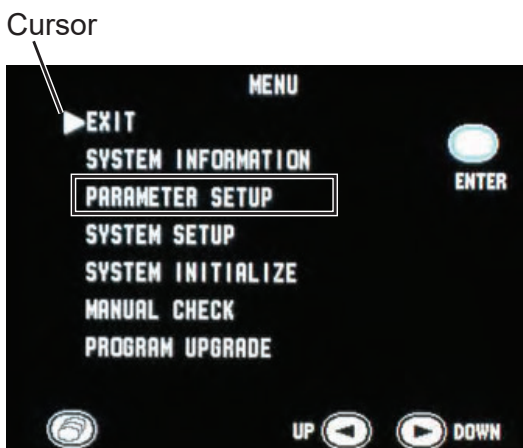 Cursor
MENU
EXIT
SYSTEM INFORMATION
ENTER
PARAMETER SETUP
SYSTEM SETUP
SYSTEM INITIALIZE
MANUAL CHECK
PROGRAM UPGRADE
UP
DOWN